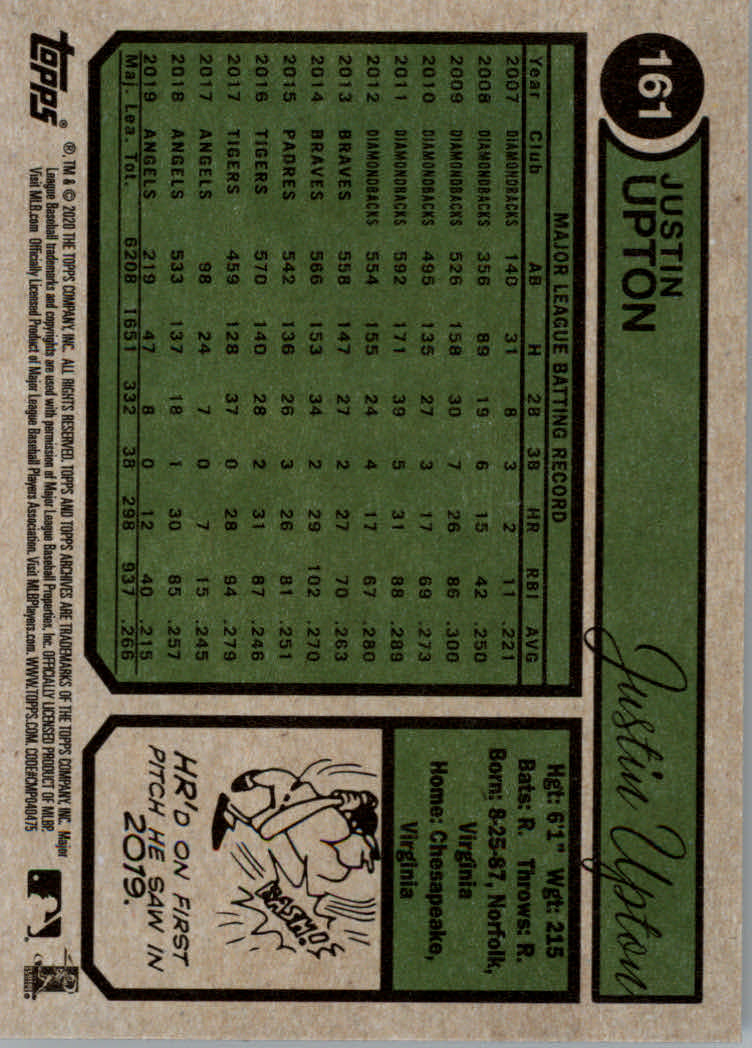 161
JUSTIN
UPTON
Justin Upton
MAJOR LEAGUE BATTING RECORD
Year Club AB H 2B 3B HR RBI AVG
2007 DIAMONDBACKS 140 31 8 3 2 11 .221
2008 DIAMONDBACKS 356 89 19 6 15 42 .250
2009 DIAMONDBACKS 526 158 30 7 26 86 .300
2010 DIAMONDBACKS 495 135 27 3 17 69 .273
2011 DIAMONDBACKS 592 171 39 5 31 88 .289
2012 DIAMONDBACKS 554 155 24 4 17 67 .280
2013 BRAVES 558 147 27 2 27 70 .263
2014 BRAVES 566 153 34 2 29 102 .270
2015 PADRES 542 136 26 3 26 81 .251
2016 TIGERS 570 140 28 2 31 87 .246
2017 TIGERS 459 128 37 0 28 94 .279
2017 ANGELS 98 24 7 0 7 15 .245
2018 ANGELS 533 137 18 1 30 85 .257
2019 ANGELS 219 47 8 0 12 40 .215
Maj. Lea. Tot. 6208 1651 332 38 298 937 .266
Hgt: 6'1" Wgt: 215
Bats: R. Throws: R.
Born: 8-25-87, Norfolk,
Virginia
Home: Chesapeake,
Virginia
BASH!
HR'D ON FIRST
PITCH HE SAW IN
2019.
topps®
®, TM & © 2020 THE TOPPS COMPANY, INC. ALL RIGHTS RESERVED. TOPPS AND TOPPS ARCHIVES ARE TRADEMARKS OF THE TOPPS COMPANY, INC. Major
League Baseball trademarks and copyrights are used with permission of Major League Baseball Properties, Inc. OFFICIALLY LICENSED PRODUCT OF MLBP.
Visit MLB.com Officially Licensed Product of Major League Baseball Players Association. Visit MLBPlayers.com. WWW.TOPPS.COM. CODE#CMP040475